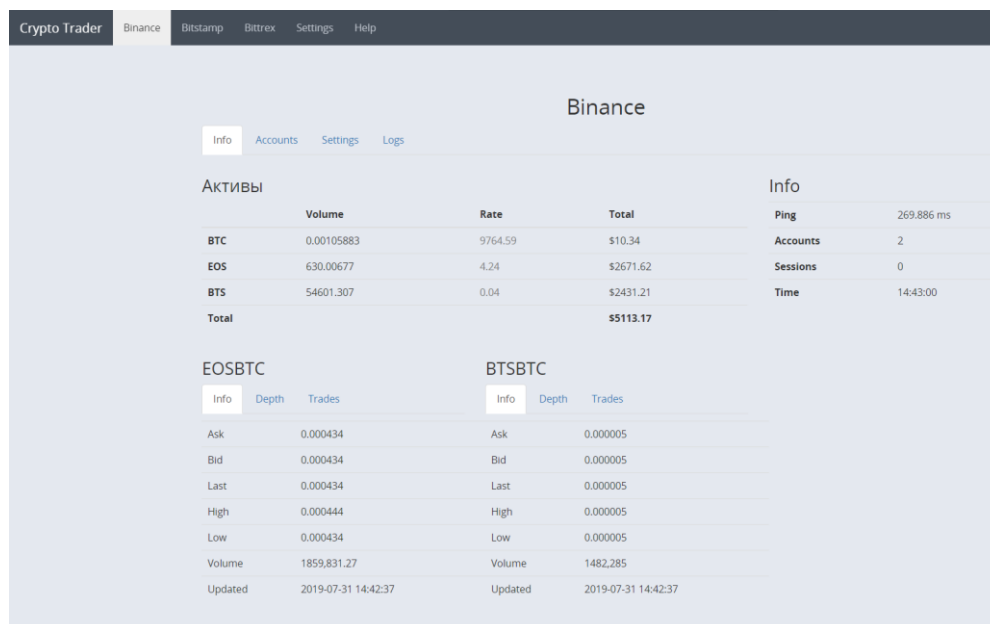 Crypto Trader Binance Bitstamp Bittrex Settings Help
Binance
Info Accounts Settings Logs
Активы
Volume Rate Total
BTC 0.00105883 9764.59 $10.34
EOS 630.00677 4.24 $2671.62
BTS 54601.307 0.04 $2431.21
Total $5113.17
Info
Ping 269.886 ms
Accounts 2
Sessions 0
Time 14:43:00
EOSBTC
Info Depth Trades
Ask 0.000434
Bid 0.000434
Last 0.000434
High 0.000444
Low 0.000434
Volume 1859,831.27
Updated 2019-07-31 14:42:37
BTSBTC
Info Depth Trades
Ask 0.000005
Bid 0.000005
Last 0.000005
High 0.000005
Low 0.000005
Volume 1482,285
Updated 2019-07-31 14:42:37